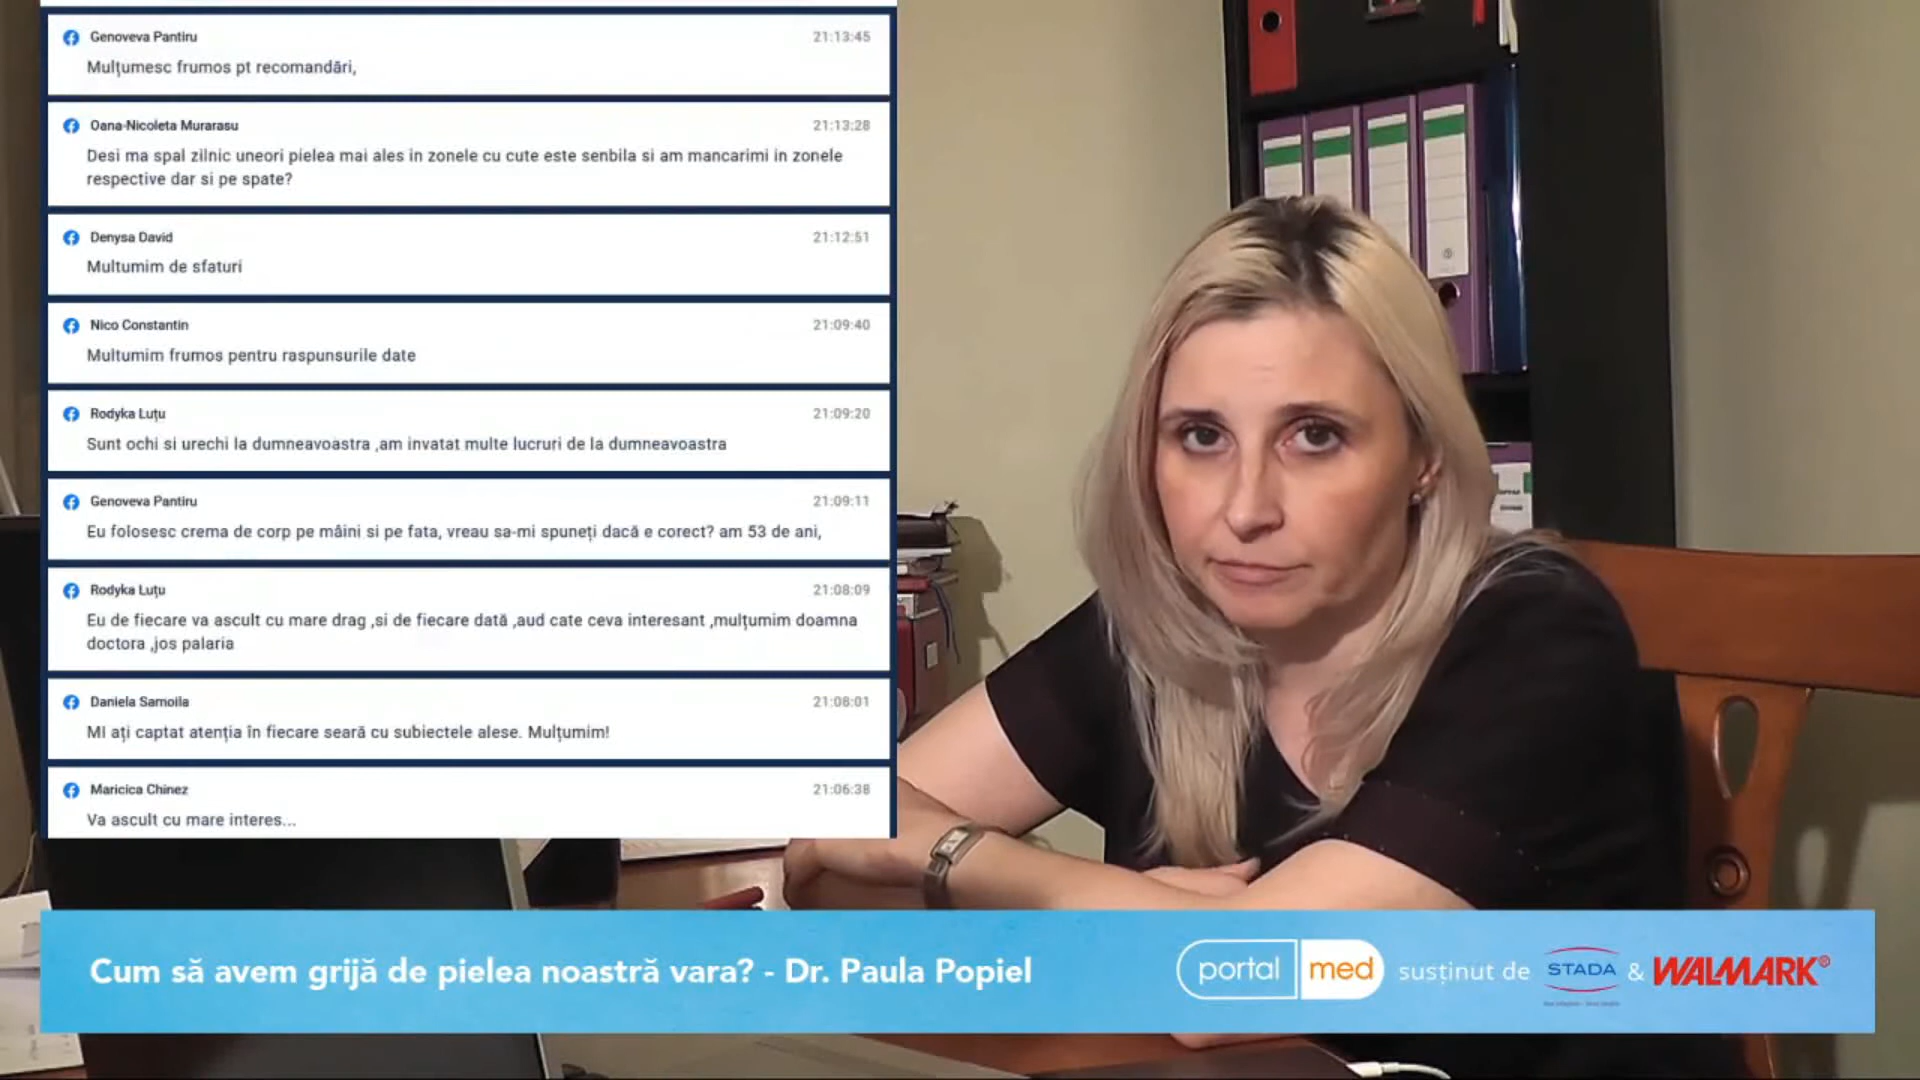 Genoveva Pantiru 21:13:45
Mulțumesc frumos pt recomandări,
Oana-Nicoleta Murarasu 21:13:28
Desi ma spal zilnic uneori pielea mai ales in zonele cu cute este senbila si am mancarimi in zonele
respective dar si pe spate?
Denysa David 21:12:51
Multumim de sfaturi
Nico Constantin 21:09:40
Multumim frumos pentru raspunsurile date
Rodyka Luțu 21:09:20
Sunt ochi si urechi la dumneavoastra ,am invatat multe lucruri de la dumneavoastra
Genoveva Pantiru 21:09:11
Eu folosesc crema de corp pe mâini si pe fata, vreau sa-mi spuneți dacă e corect? am 53 de ani,
Rodyka Luțu 21:08:09
Eu de fiecare va ascult cu mare drag ,si de fiecare dată ,aud cate ceva interesant ,mulțumim doamna
doctora ,jos palaria
Daniela Samoila 21:08:01
MI ați captat atenția în fiecare seară cu subiectele alese. Mulțumim!
Maricica Chinez 21:06:38
Va ascult cu mare interes...
Cum să avem grijă de pielea noastră vara? - Dr. Paula Popiel
portal med susținut de STADA & WALMARK®